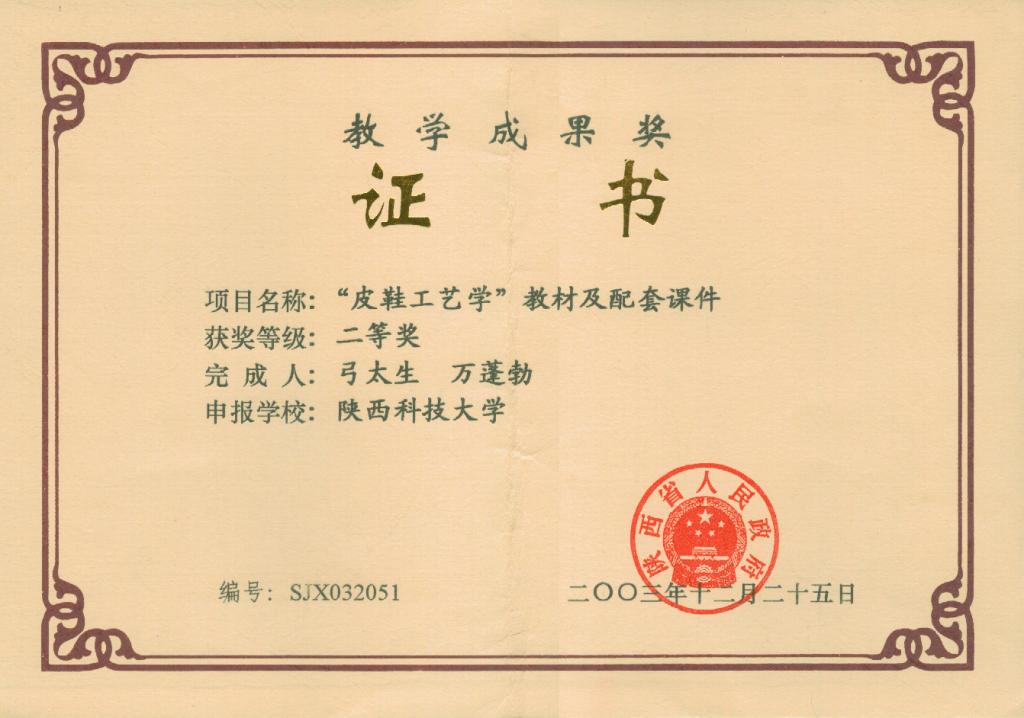 教学成果奖
证书
项目名称：“皮鞋工艺学”教材及配套课件
获奖等级：二等奖
完成人：弓太生 万蓬勃
申报学校：陕西科技大学
陕西省人民政府
编号：SJX032051
二〇〇三年十二月二十五日